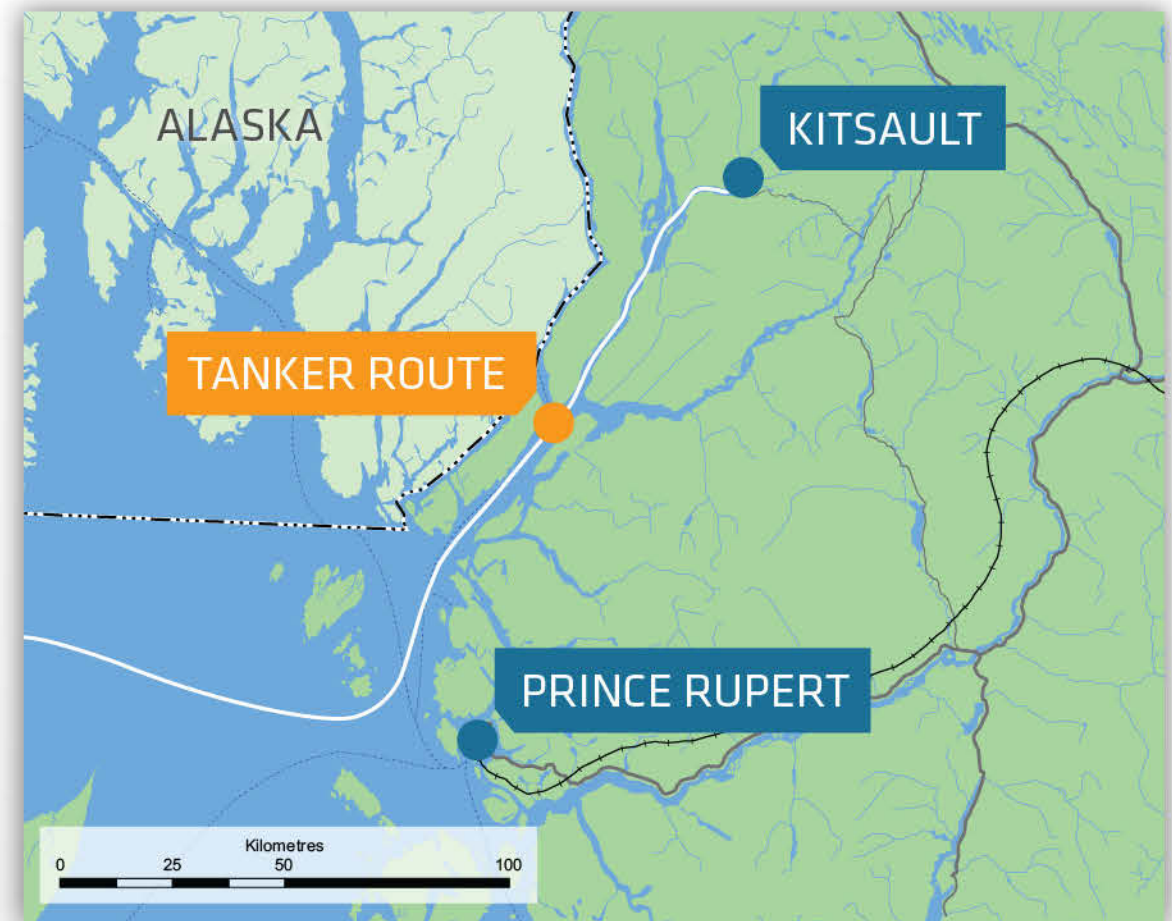 ALASKA
KITSAULT
TANKER ROUTE
PRINCE RUPERT
Kilometres
0 25 50 100